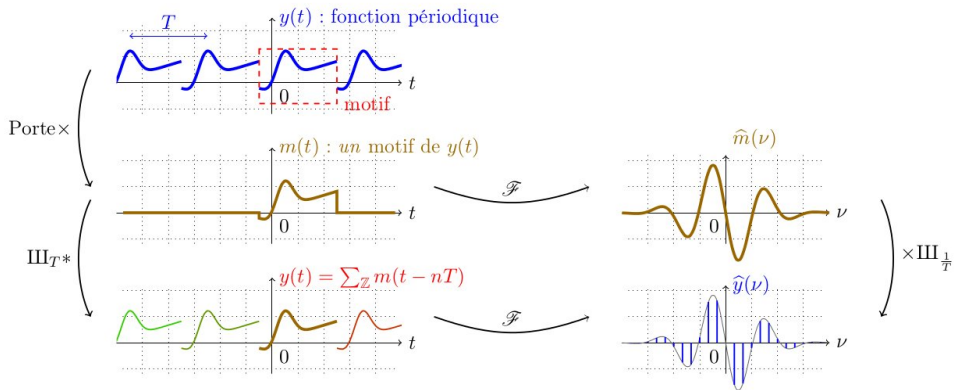 y(t) : fonction périodique
T
t
0
motif
Porte×
m(t) : un motif de y(t)
t
0
ℱ
m̂(ν)
ν
0
Ш_T *
×Ш_{1/T}
y(t) = ∑_ℤ m(t − nT)
t
0
ℱ
ŷ(ν)
ν
0